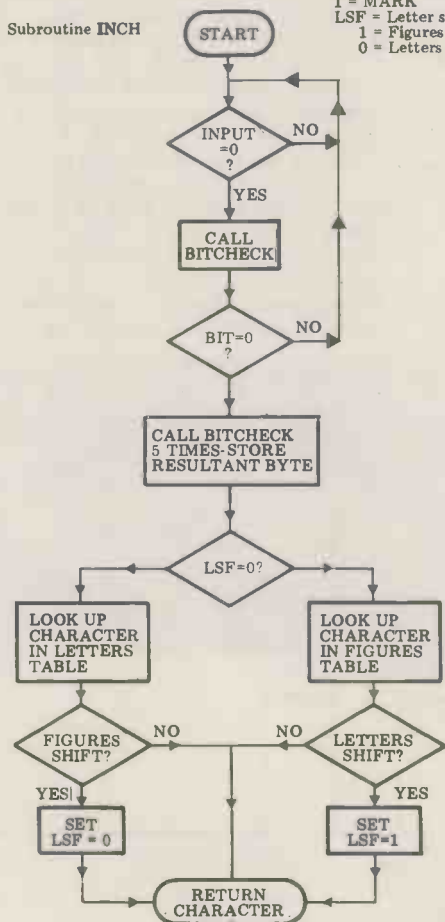 Subroutine INCH
1 = MARK
LSF = Letter s
1 = Figures
0 = Letters
START
INPUT
=0
?
NO
YES
CALL
BITCHECK
BIT=0
?
NO
CALL BITCHECK
5 TIMES-STORE
RESULTANT BYTE
LSF=0?
LOOK UP
CHARACTER
IN LETTERS
TABLE
LOOK UP
CHARACTER
IN FIGURES
TABLE
FIGURES
SHIFT?
NO
NO
LETTERS
SHIFT?
YES
YES
SET
LSF = 0
SET
LSF=1
RETURN
CHARACTER